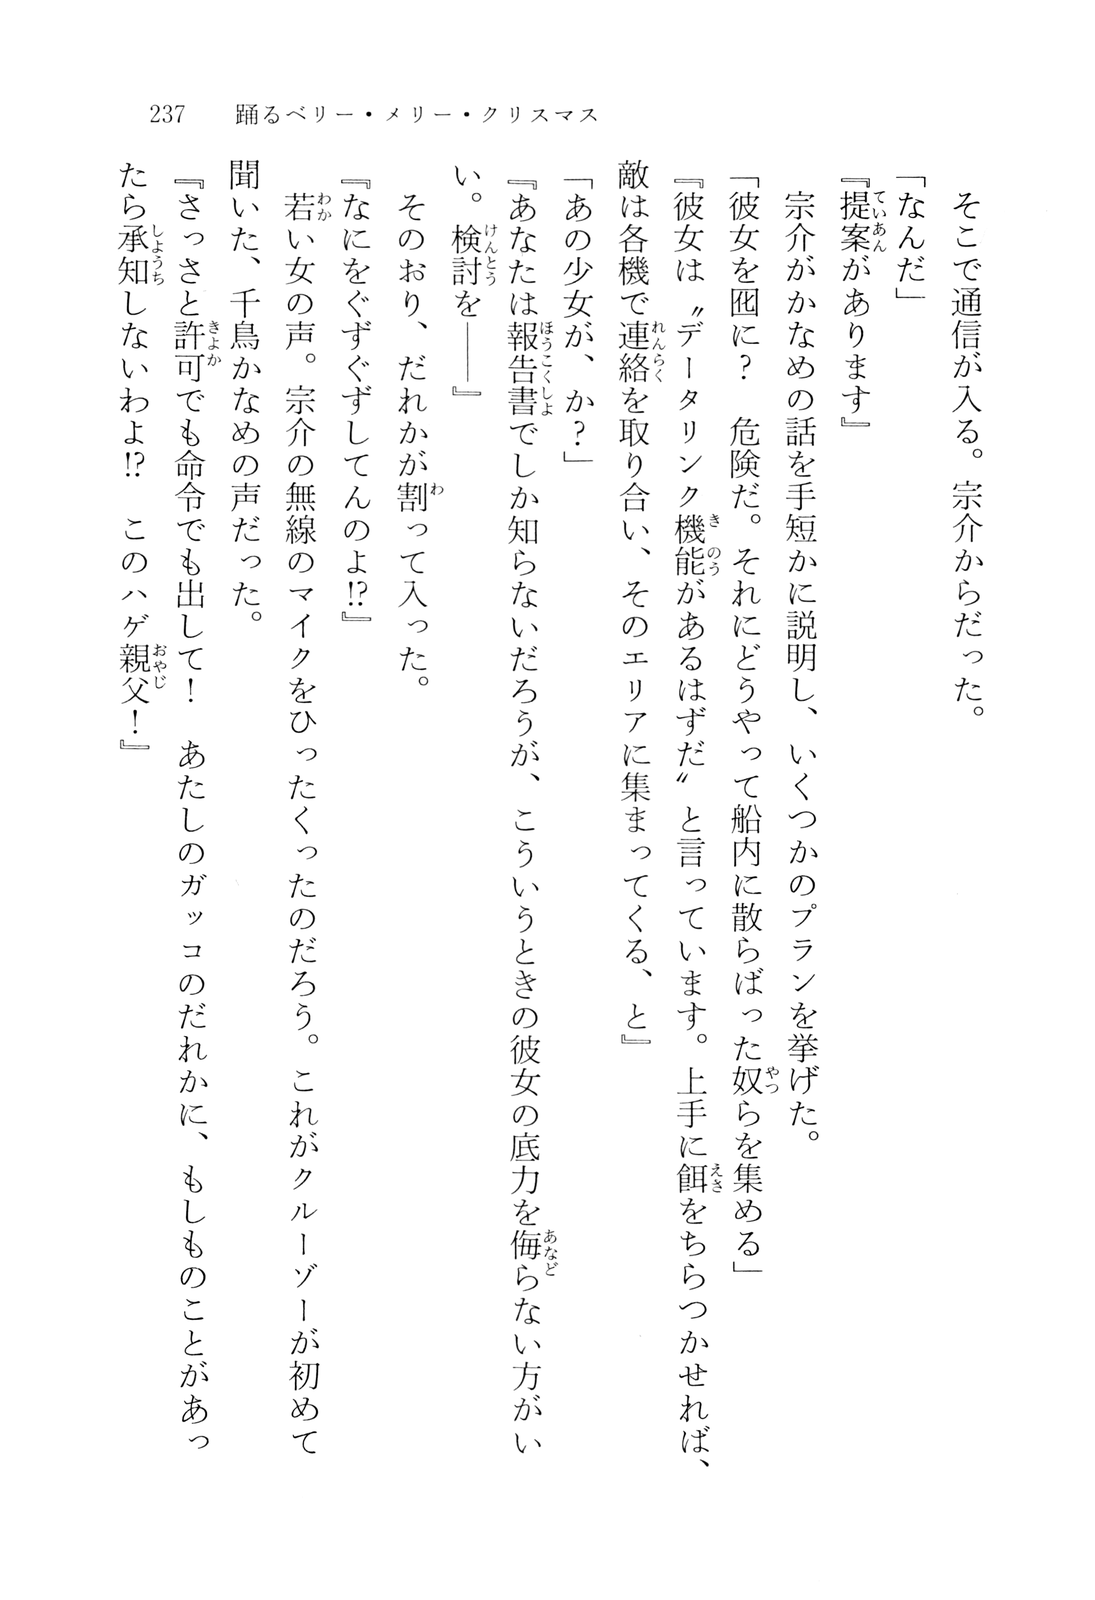 237　踊るベリー・メリー・クリスマス
　そこで通信が入る。宗介からだった。
「なんだ」
『提案があります』
　宗介がかなめの話を手短かに説明し、いくつかのプランを挙げた。
「彼女を囮に？　危険だ。それにどうやって船内に散らばった奴らを集める」
『彼女は〝データリンク機能があるはずだ〟と言っています。上手に餌をちらつかせれば、
敵は各機で連絡を取り合い、そのエリアに集まってくる、と』
「あの少女が、か？」
『あなたは報告書でしか知らないだろうが、こういうときの彼女の底力を侮らない方がい
い。検討を――』
　そのおり、だれかが割って入った。
『なにをぐずぐずしてんのよ!?』
　若い女の声。宗介の無線のマイクをひったくったのだろう。これがクルーゾーが初めて
聞いた、千鳥かなめの声だった。
『さっさと許可でも命令でも出して！　あたしのガッコのだれかに、もしものことがあっ
たら承知しないわよ!?　このハゲ親父！』